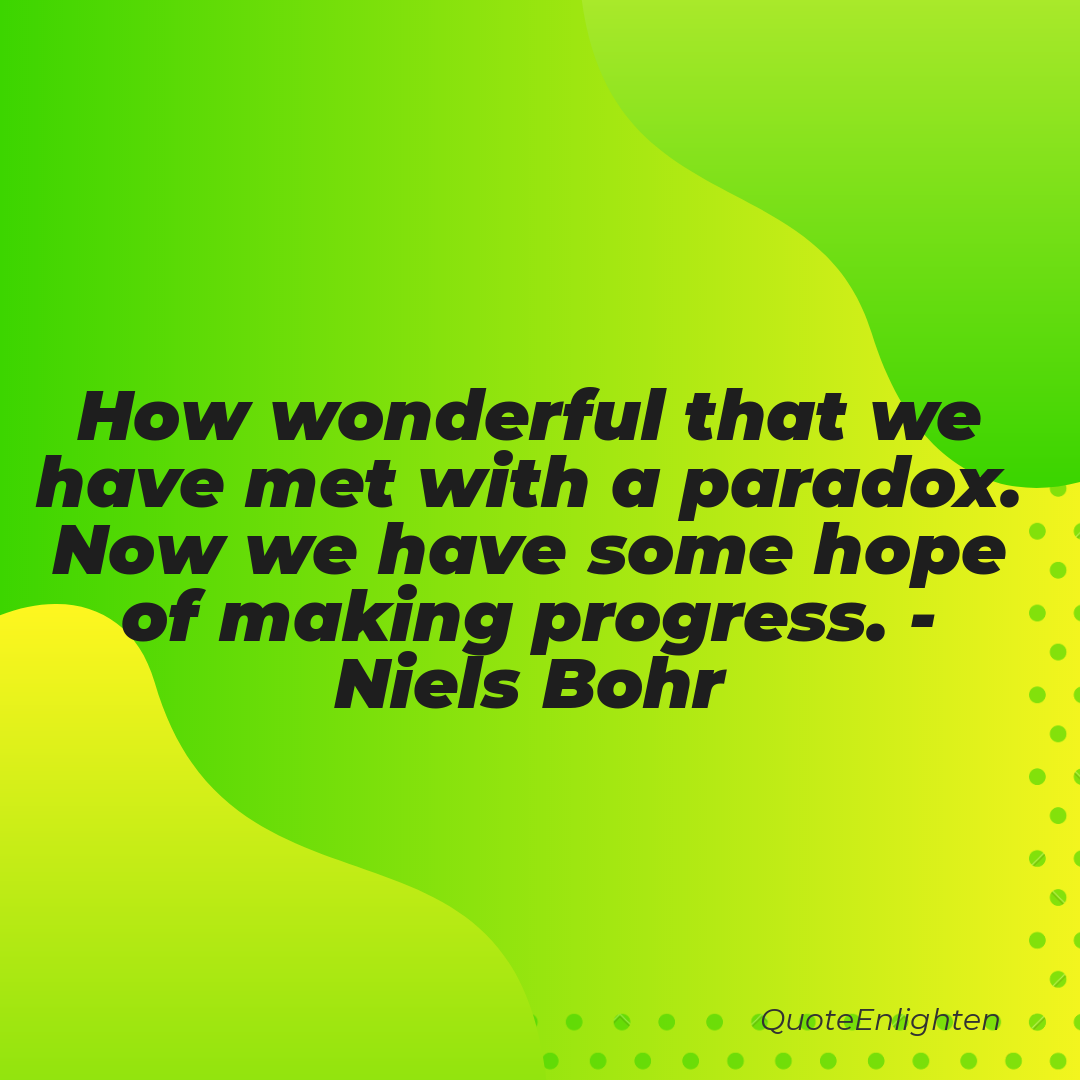 How wonderful that we
have met with a paradox.
Now we have some hope
of making progress. -
Niels Bohr
QuoteEnlighten